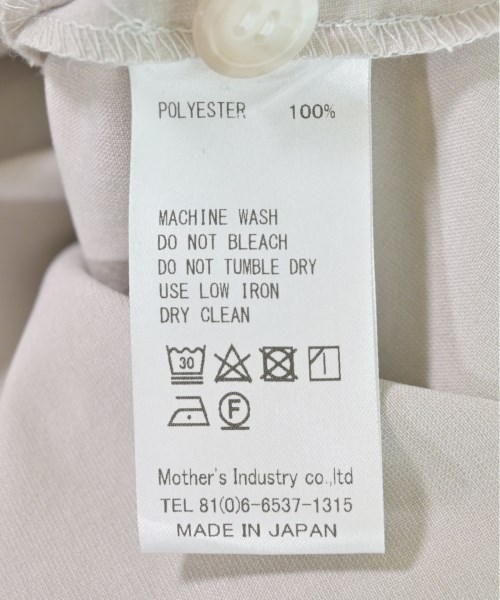 POLYESTER 100%
MACHINE WASH
DO NOT BLEACH
DO NOT TUMBLE DRY
USE LOW IRON
DRY CLEAN
30
F
Mother's Industry co.,ltd
TEL 81(0)6-6537-1315
MADE IN JAPAN